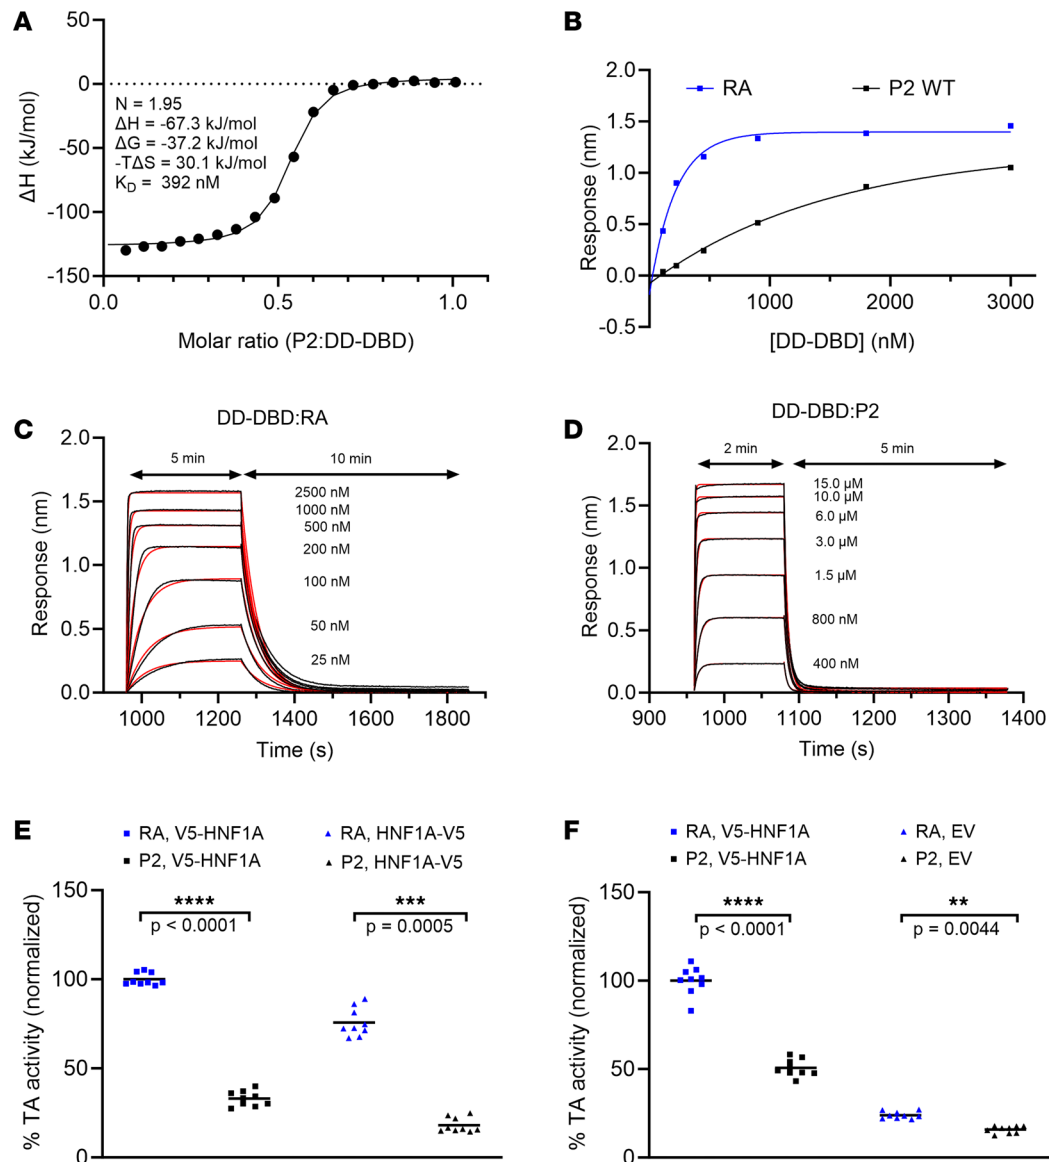 A
50
0
-50
-100
-150
ΔH (kJ/mol)
N = 1.95
ΔH = -67.3 kJ/mol
ΔG = -37.2 kJ/mol
-TΔS = 30.1 kJ/mol
K_D = 392 nM
0.0 0.5 1.0
Molar ratio (P2:DD-DBD)
B
RA P2 WT
2.0
1.5
1.0
0.5
0.0
-0.5
Response (nm)
1000 2000 3000
[DD-DBD] (nM)
C
DD-DBD:RA
5 min 10 min
2.0
1.5
1.0
0.5
0.0
Response (nm)
2500 nM
1000 nM
500 nM
200 nM
100 nM
50 nM
25 nM
1000 1200 1400 1600 1800
Time (s)
D
DD-DBD:P2
2 min 5 min
2.0
1.5
1.0
0.5
0.0
Response (nm)
15.0 µM
10.0 µM
6.0 µM
3.0 µM
1.5 µM
800 nM
400 nM
900 1000 1100 1200 1300 1400
Time (s)
E
RA, V5-HNF1A RA, HNF1A-V5
P2, V5-HNF1A P2, HNF1A-V5
150
100
50
0
% TA activity (normalized)
**** ***
p < 0.0001 p = 0.0005
F
RA, V5-HNF1A RA, EV
P2, V5-HNF1A P2, EV
150
100
50
0
% TA activity (normalized)
**** **
p < 0.0001 p = 0.0044